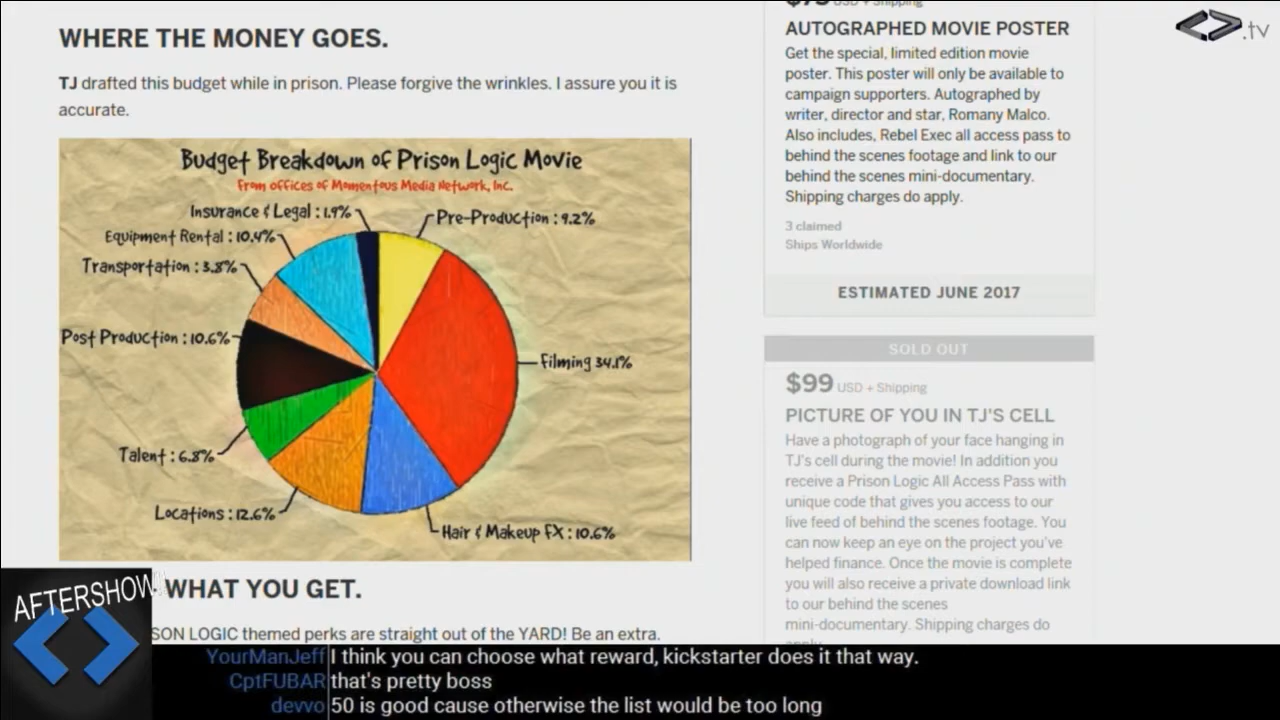 WHERE THE MONEY GOES.
TJ drafted this budget while in prison. Please forgive the wrinkles. I assure you it is
accurate.
Budget Breakdown of Prison Logic Movie
From offices of Momentous Media Network, Inc.
Insurance & Legal : 1.9%
Pre-Production : 9.2%
Equipment Rental : 10.4%
Transportation : 3.8%
Post Production : 10.6%
Filming 34.1%
Talent : 6.8%
Locations : 12.6%
Hair & Makeup FX : 10.6%
WHAT YOU GET.
SON LOGIC themed perks are straight out of the YARD! Be an extra.
$75 USD + Shipping
AUTOGRAPHED MOVIE POSTER
Get the special, limited edition movie
poster. This poster will only be available to
campaign supporters. Autographed by
writer, director and star, Romany Malco.
Also includes, Rebel Exec all access pass to
behind the scenes footage and link to our
behind the scenes mini-documentary.
Shipping charges do apply.
3 claimed
Ships Worldwide
ESTIMATED JUNE 2017
SOLD OUT
$99 USD + Shipping
PICTURE OF YOU IN TJ'S CELL
Have a photograph of your face hanging in
TJ's cell during the movie! In addition you
receive a Prison Logic All Access Pass with
unique code that gives you access to our
live feed of behind the scenes footage. You
can now keep an eye on the project you've
helped finance. Once the movie is complete
you will also receive a private download link
to our behind the scenes
mini-documentary. Shipping charges do
.tv
AFTERSHOW
YourManJeff I think you can choose what reward, kickstarter does it that way.
CptFUBAR that's pretty boss
devvo 50 is good cause otherwise the list would be too long